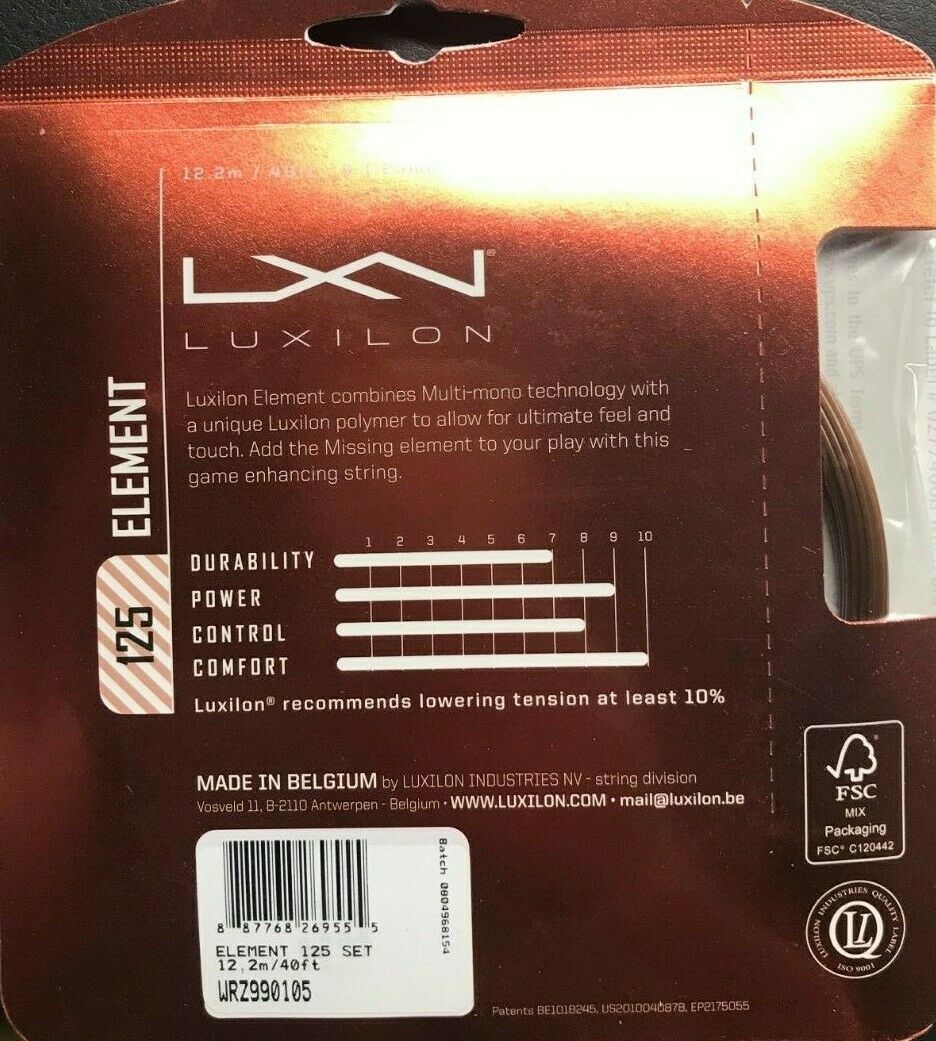 12.2m / 40
LXN®
LUXILON
Luxilon Element combines Multi-mono technology with
a unique Luxilon polymer to allow for ultimate feel and
touch. Add the Missing element to your play with this
game enhancing string.
ELEMENT
125
1 2 3 4 5 6 7 8 9 10
DURABILITY
POWER
CONTROL
COMFORT
Luxilon® recommends lowering tension at least 10%
MADE IN BELGIUM by LUXILON INDUSTRIES NV - string division
Vosveld 11, B-2110 Antwerpen - Belgium • WWW.LUXILON.COM • mail@luxilon.be
FSC
MIX
Packaging
FSC® C120442
8 87768 26955 5
Batch 0804968154
ELEMENT 125 SET
12,2m/40ft
WRZ990105
LUXILON INDUSTRIES QUALITY LABEL
LQ
ISO 9001
Patents BE1018245, US2010040878, EP2175055